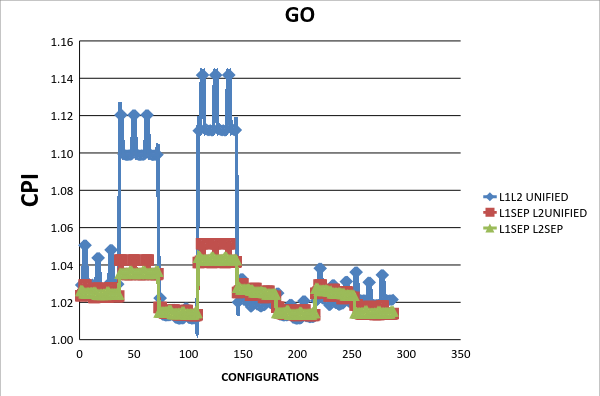 GO
1.16
1.14
1.12
1.10
1.08
1.06
1.04
1.02
1.00
CPI
0 50 100 150 200 250 300 350
CONFIGURATIONS
L1L2 UNIFIED
L1SEP L2UNIFIED
L1SEP L2SEP